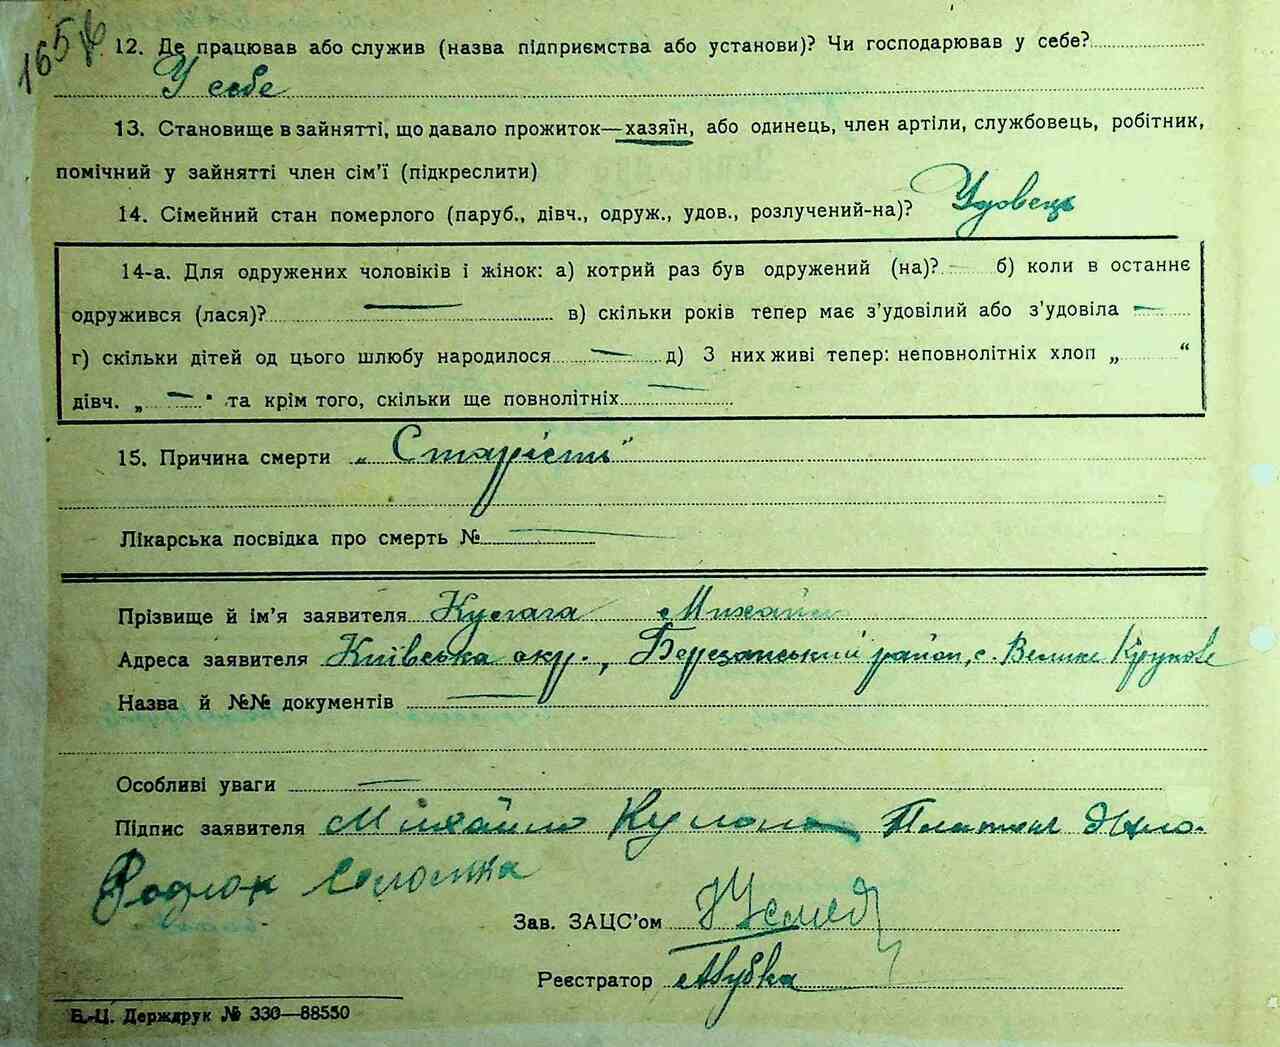 12. Де працював або служив (назва підприємства або установи)? Чи господарював у себе?
У себе
13. Становище в зайнятті, що давало прожиток—хазяїн, або одинець, член артіли, службовець, робітник,
помічний у зайнятті член сім'ї (підкреслити)
14. Сімейний стан померлого (паруб., дівч., одруж., удов., розлучений-на)? Удовець
14-а. Для одружених чоловіків і жінок: а) котрий раз був одружений (на)? — б) коли в останнє
одружився (лася)? — в) скільки років тепер має з'удовілий або з'удовіла —
г) скільки дітей од цього шлюбу народилося — д) З них живі тепер: неповнолітніх хлоп „ “
дівч. „ — " та крім того, скільки ще повнолітніх —
15. Причина смерти „Старість"
Лікарська посвідка про смерть № —
Прізвище й ім'я заявителя Кулага Михайло
Адреса заявителя Київська окр., Березанський район, с. Велике Крупове
Назва й №№ документів —
Особливі уваги —
Підпис заявителя Михайло Кулага
Зав. ЗАЦС'ом
Реєстратор
Б.-Ц. Держдрук № 330—88550